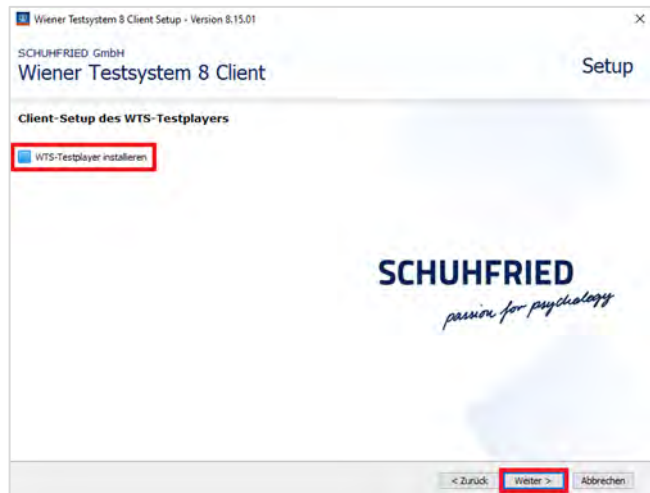 Wiener Testsystem 8 Client Setup - Version 8.15.01
SCHUHFRIED GmbH
Wiener Testsystem 8 Client
Setup
Client-Setup des WTS-Testplayers
WTS-Testplayer installieren
SCHUHFRIED
passion for psychology
< Zurück
Weiter >
Abbrechen